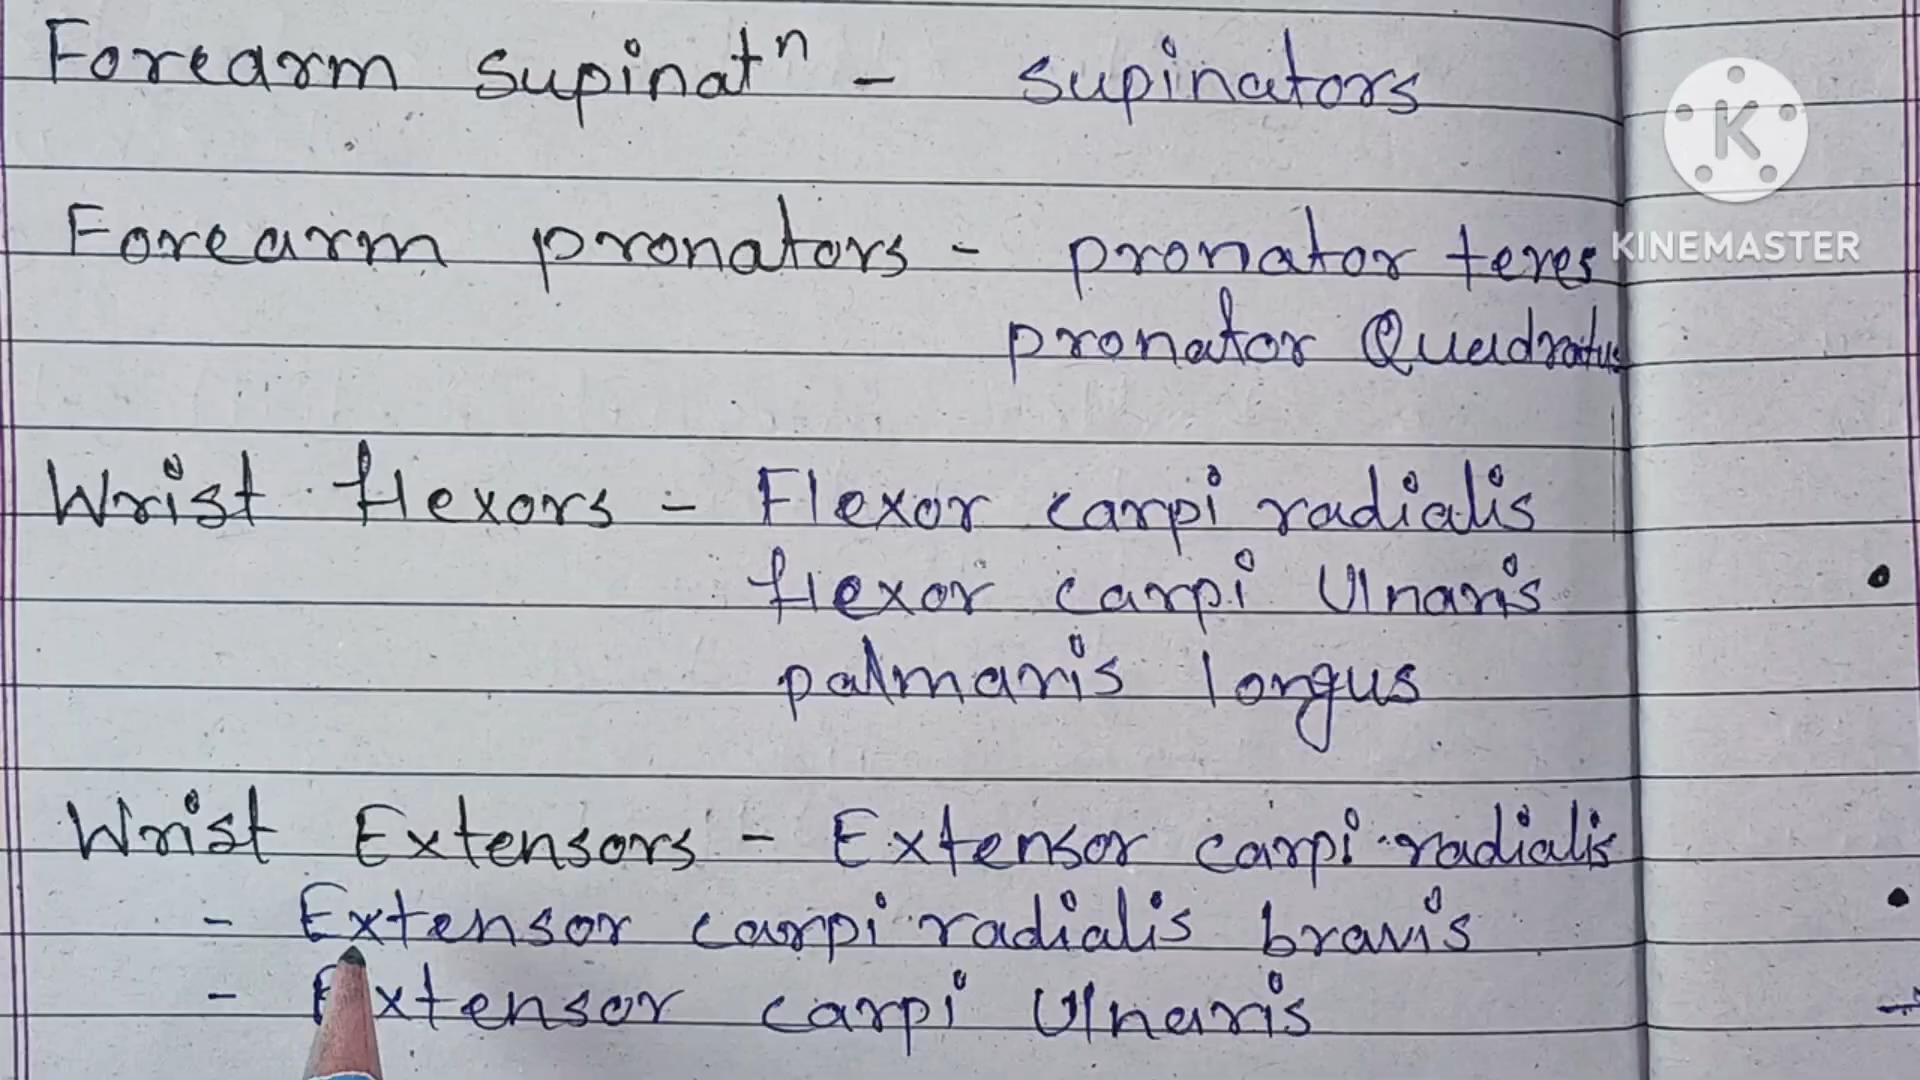 Forearm supinatⁿ - supinators
K
Forearm pronators - pronator teres
KINEMASTER
pronator Quadratus
Wrist flexors - Flexor carpi radialis
flexor carpi Ulnaris
palmaris longus
Wrist Extensors - Extensor carpi radialis
- Extensor carpi radialis bravis
- Extensor carpi Ulnaris